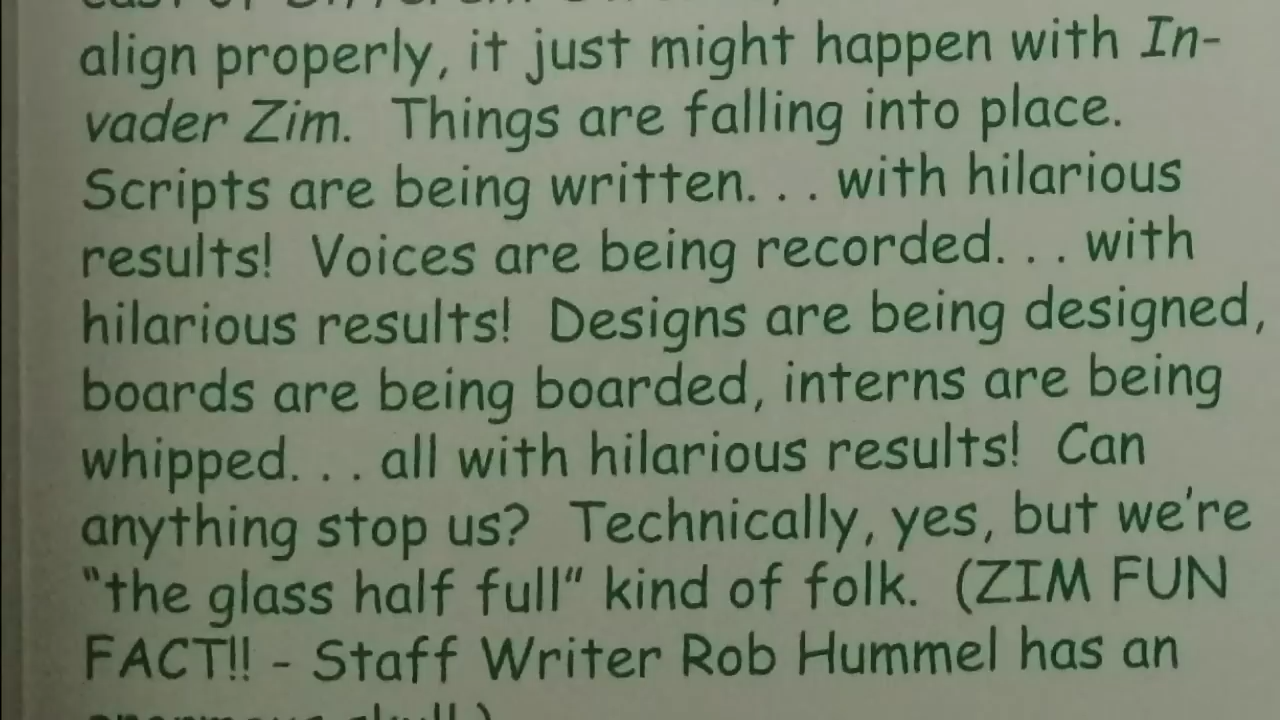 align properly, it just might happen with In-
vader Zim. Things are falling into place.
Scripts are being written. . . with hilarious
results! Voices are being recorded. . . with
hilarious results! Designs are being designed,
boards are being boarded, interns are being
whipped. . . all with hilarious results! Can
anything stop us? Technically, yes, but we're
"the glass half full" kind of folk. (ZIM FUN
FACT!! - Staff Writer Rob Hummel has an